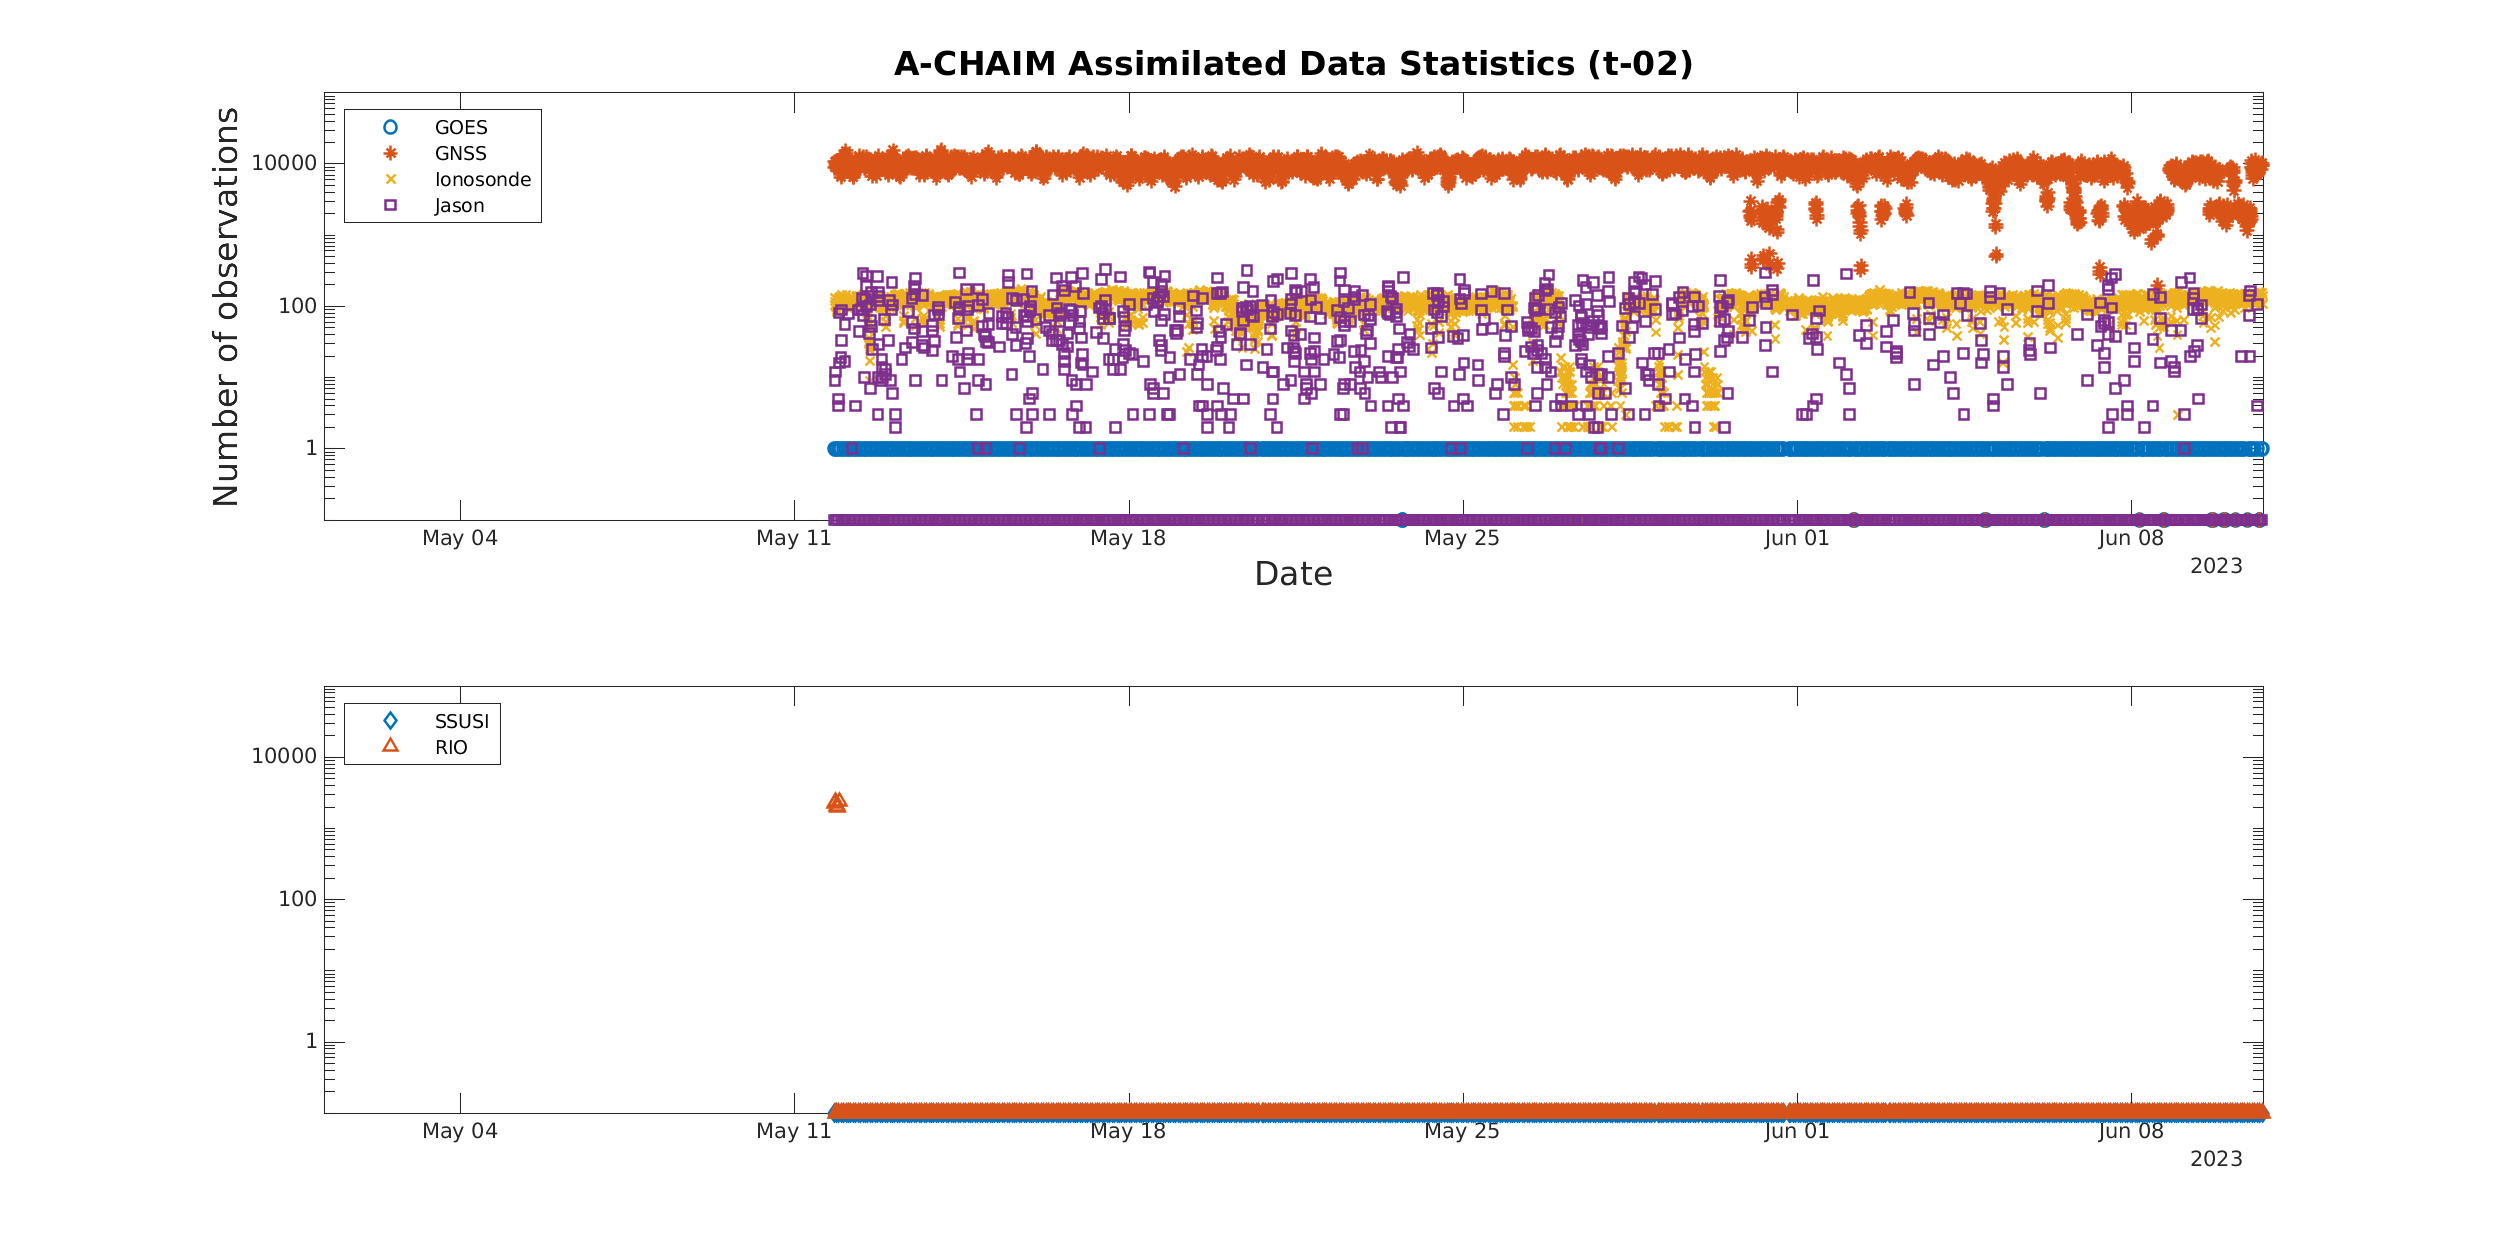 A-CHAIM Assimilated Data Statistics (t-02)
Number of observations
10000
100
1
GOES
GNSS
Ionosonde
Jason
May 04
May 11
May 18
May 25
Jun 01
Jun 08
2023
Date
10000
100
1
SSUSI
RIO
May 04
May 11
May 18
May 25
Jun 01
Jun 08
2023